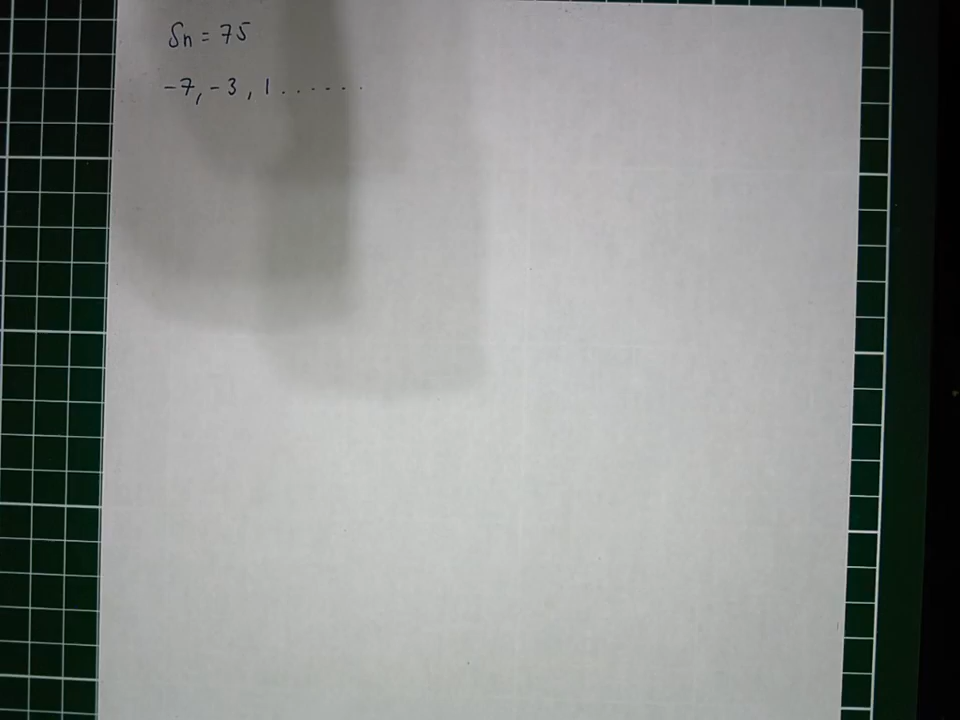 Sn = 75
-7, -3, 1......